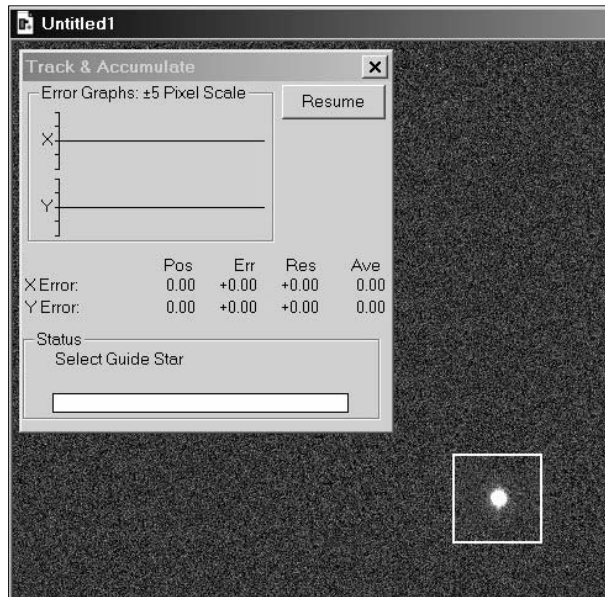 Untitled1
Track & Accumulate
Error Graphs: ±5 Pixel Scale
Resume
X
Y
Pos Err Res Ave
X Error: 0.00 +0.00 +0.00 0.00
Y Error: 0.00 +0.00 +0.00 0.00
Status
Select Guide Star